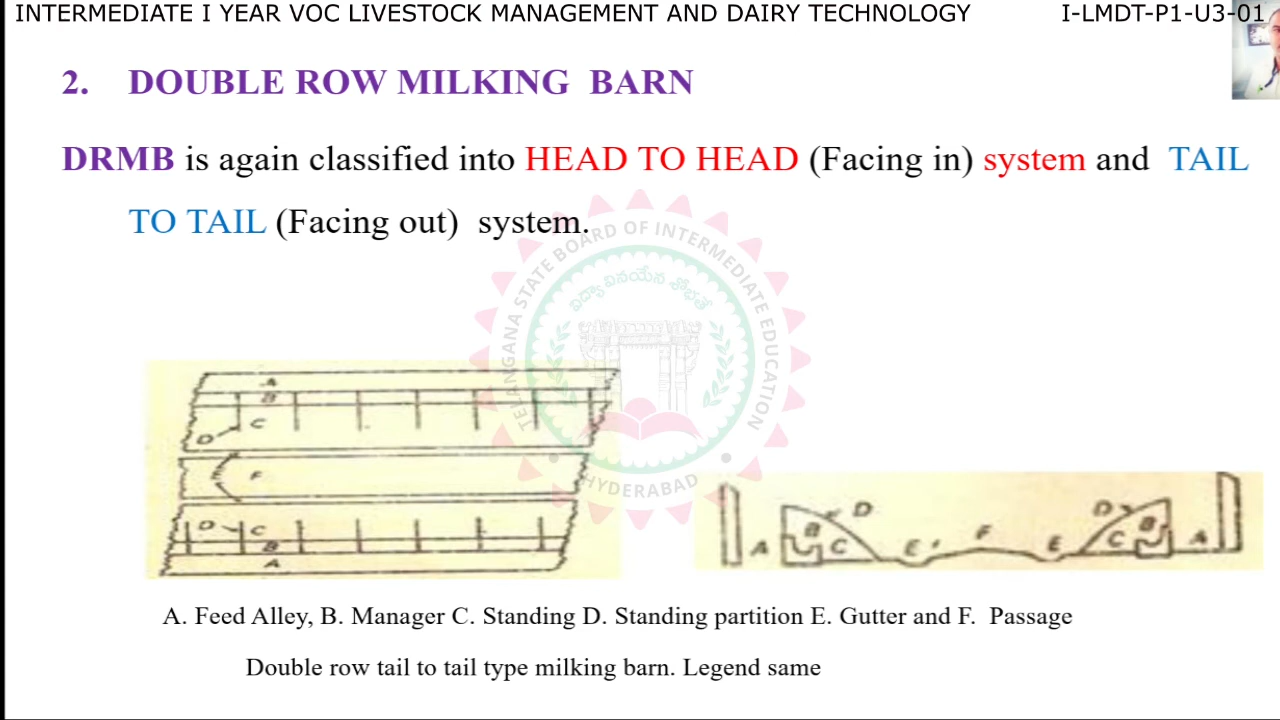 INTERMEDIATE I YEAR VOC LIVESTOCK MANAGEMENT AND DAIRY TECHNOLOGY I-LMDT-P1-U3-01
2. DOUBLE ROW MILKING BARN
DRMB is again classified into HEAD TO HEAD (Facing in) system and TAIL
TO TAIL (Facing out) system.
TELANGANA STATE BOARD OF INTERMEDIATE EDUCATION
విద్యా వినయేన శోభతే
HYDERABAD
A
B
C
D
F
D C
B
A
A B C D E F E D C B A
A. Feed Alley, B. Manager C. Standing D. Standing partition E. Gutter and F. Passage
Double row tail to tail type milking barn. Legend same